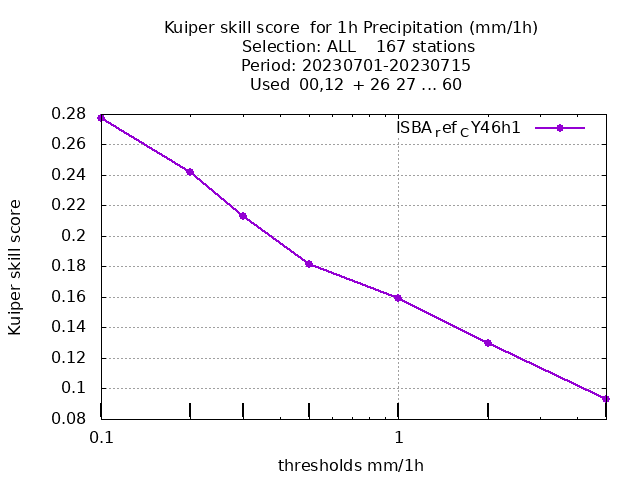 Kuiper skill score  for 1h Precipitation (mm/1h)
Selection: ALL    167 stations
Period: 20230701-20230715
Used  00,12  + 26 27 ... 60
ISBA_ref_CY46h1
0.28
0.26
0.24
0.22
0.2
0.18
0.16
0.14
0.12
0.1
0.08
Kuiper skill score
0.1
1
thresholds mm/1h